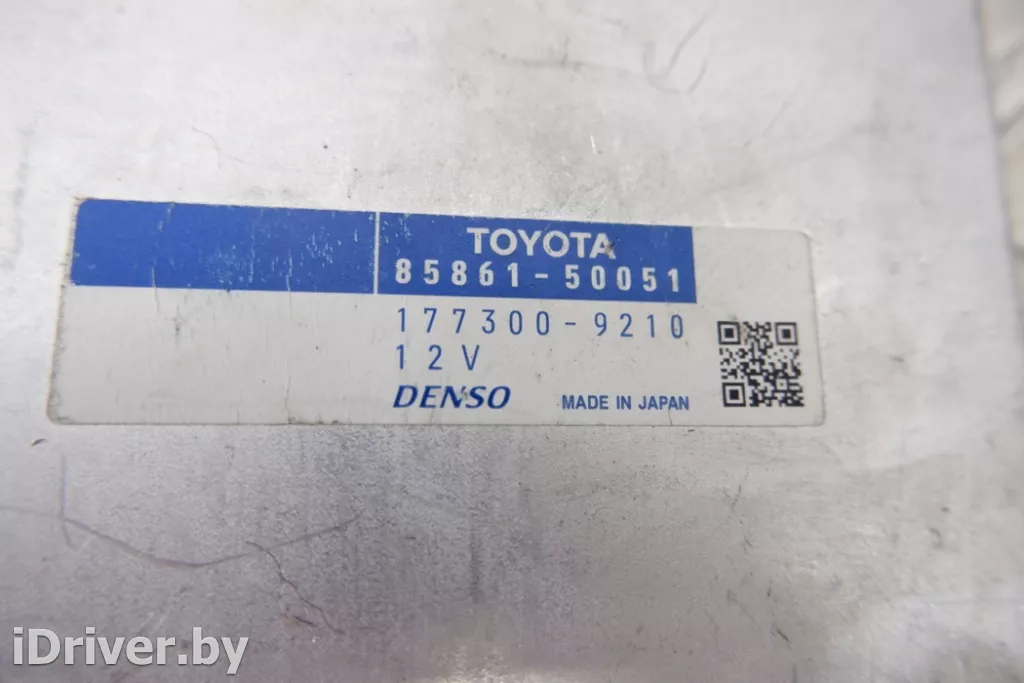 TOYOTA
85861-50051
177300-9210
12V
DENSO MADE IN JAPAN
iDriver.by